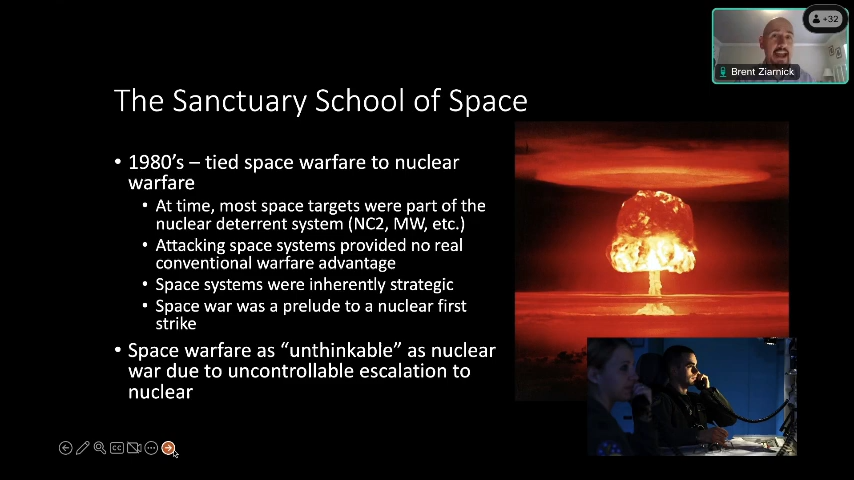 +32
Brent Ziarnick
The Sanctuary School of Space
• 1980's – tied space warfare to nuclear
warfare
• At time, most space targets were part of the
nuclear deterrent system (NC2, MW, etc.)
• Attacking space systems provided no real
conventional warfare advantage
• Space systems were inherently strategic
• Space war was a prelude to a nuclear first
strike
• Space warfare as “unthinkable” as nuclear
war due to uncontrollable escalation to
nuclear
CC